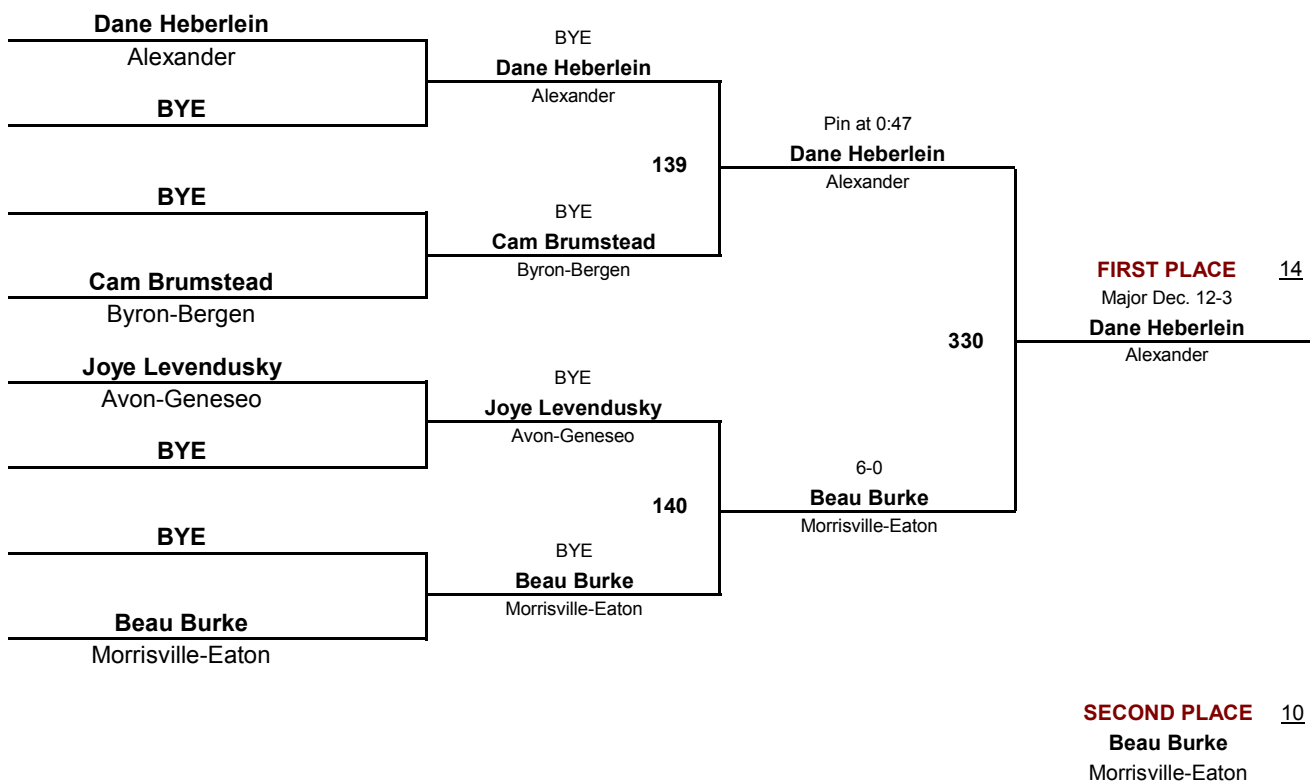 Dane Heberlein
Alexander
BYE
BYE
Cam Brumstead
Byron-Bergen
Joye Levendusky
Avon-Geneseo
BYE
BYE
Beau Burke
Morrisville-Eaton
BYE
Dane Heberlein
Alexander
139
BYE
Cam Brumstead
Byron-Bergen
BYE
Joye Levendusky
Avon-Geneseo
140
BYE
Beau Burke
Morrisville-Eaton
Pin at 0:47
Dane Heberlein
Alexander
330
6-0
Beau Burke
Morrisville-Eaton
FIRST PLACE 14
Major Dec. 12-3
Dane Heberlein
Alexander
SECOND PLACE 10
Beau Burke
Morrisville-Eaton